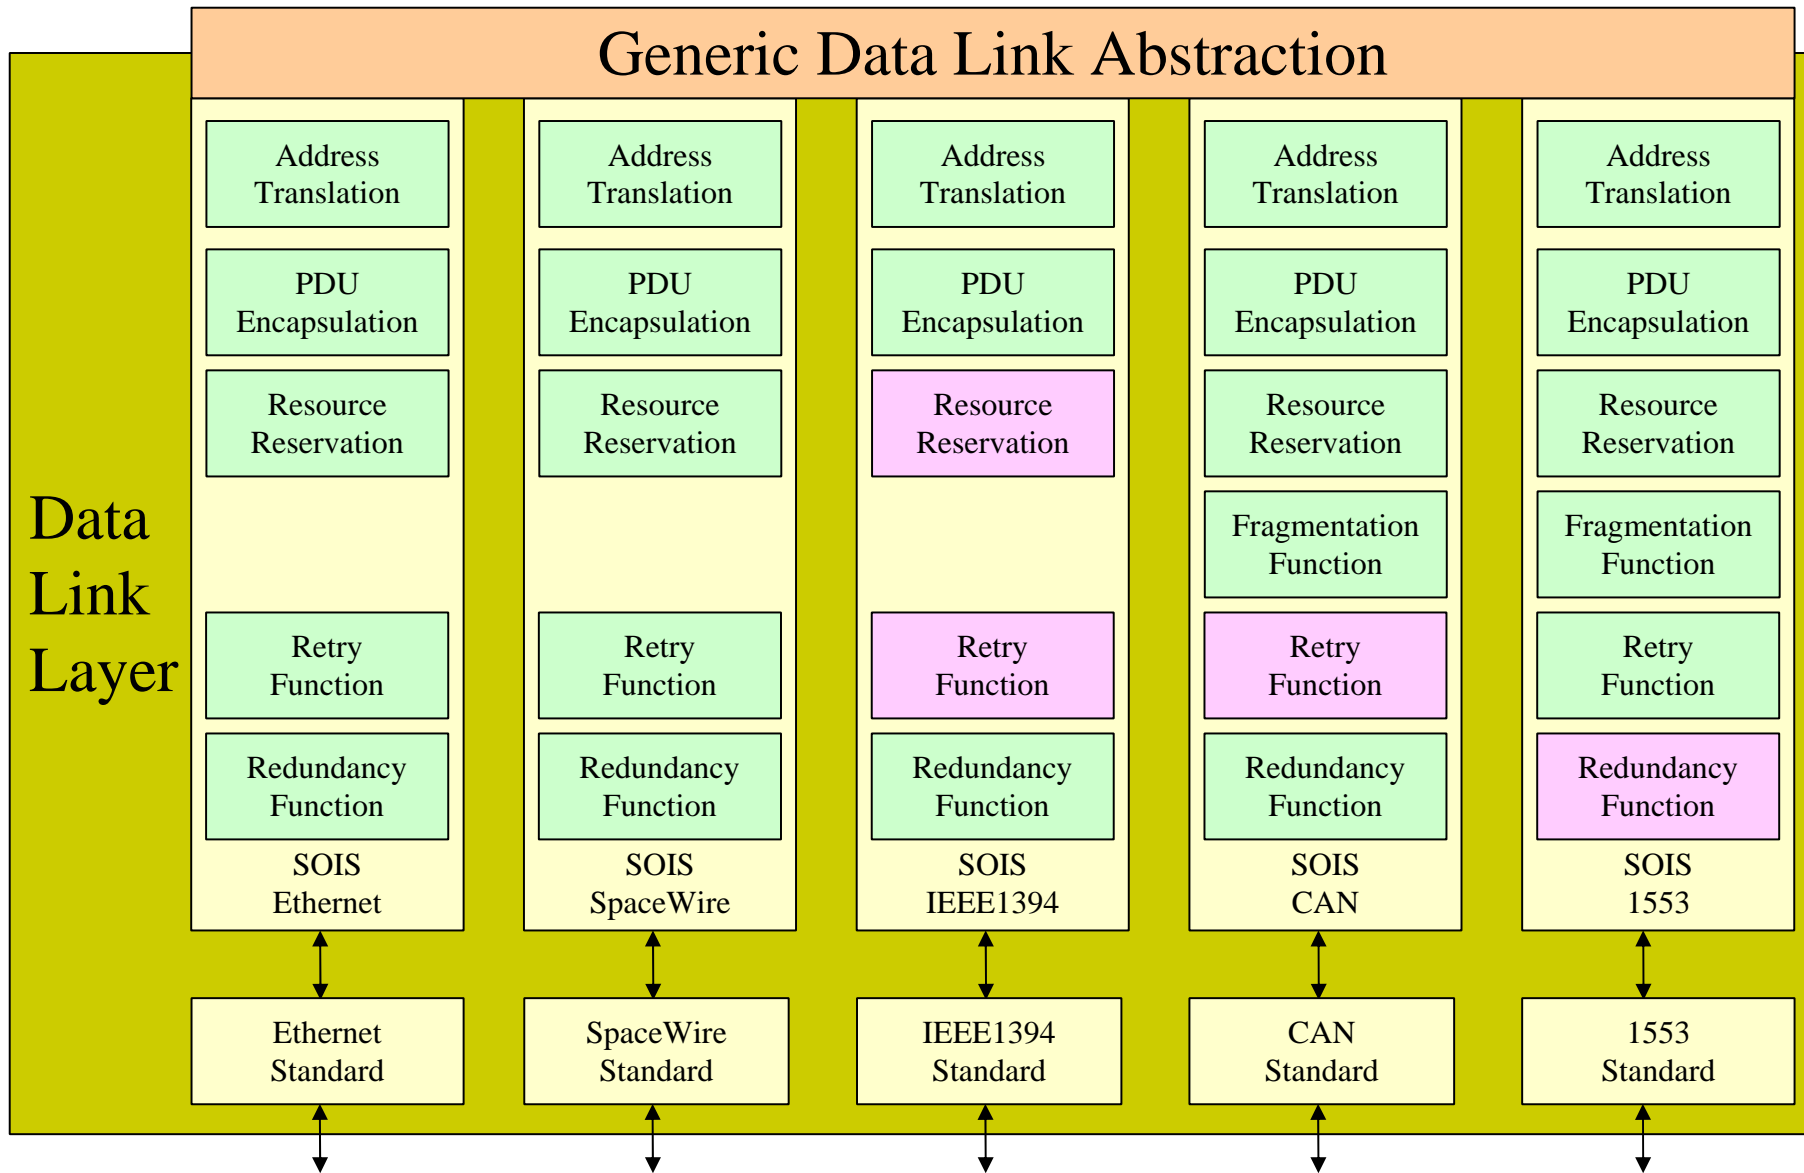 Generic Data Link Abstraction
Data
Link
Layer
Address
Translation
PDU
Encapsulation
Resource
Reservation
Retry
Function
Redundancy
Function
SOIS
Ethernet
Ethernet
Standard
Address
Translation
PDU
Encapsulation
Resource
Reservation
Retry
Function
Redundancy
Function
SOIS
SpaceWire
SpaceWire
Standard
Address
Translation
PDU
Encapsulation
Resource
Reservation
Retry
Function
Redundancy
Function
SOIS
IEEE1394
IEEE1394
Standard
Address
Translation
PDU
Encapsulation
Resource
Reservation
Fragmentation
Function
Retry
Function
Redundancy
Function
SOIS
CAN
CAN
Standard
Address
Translation
PDU
Encapsulation
Resource
Reservation
Fragmentation
Function
Retry
Function
Redundancy
Function
SOIS
1553
1553
Standard